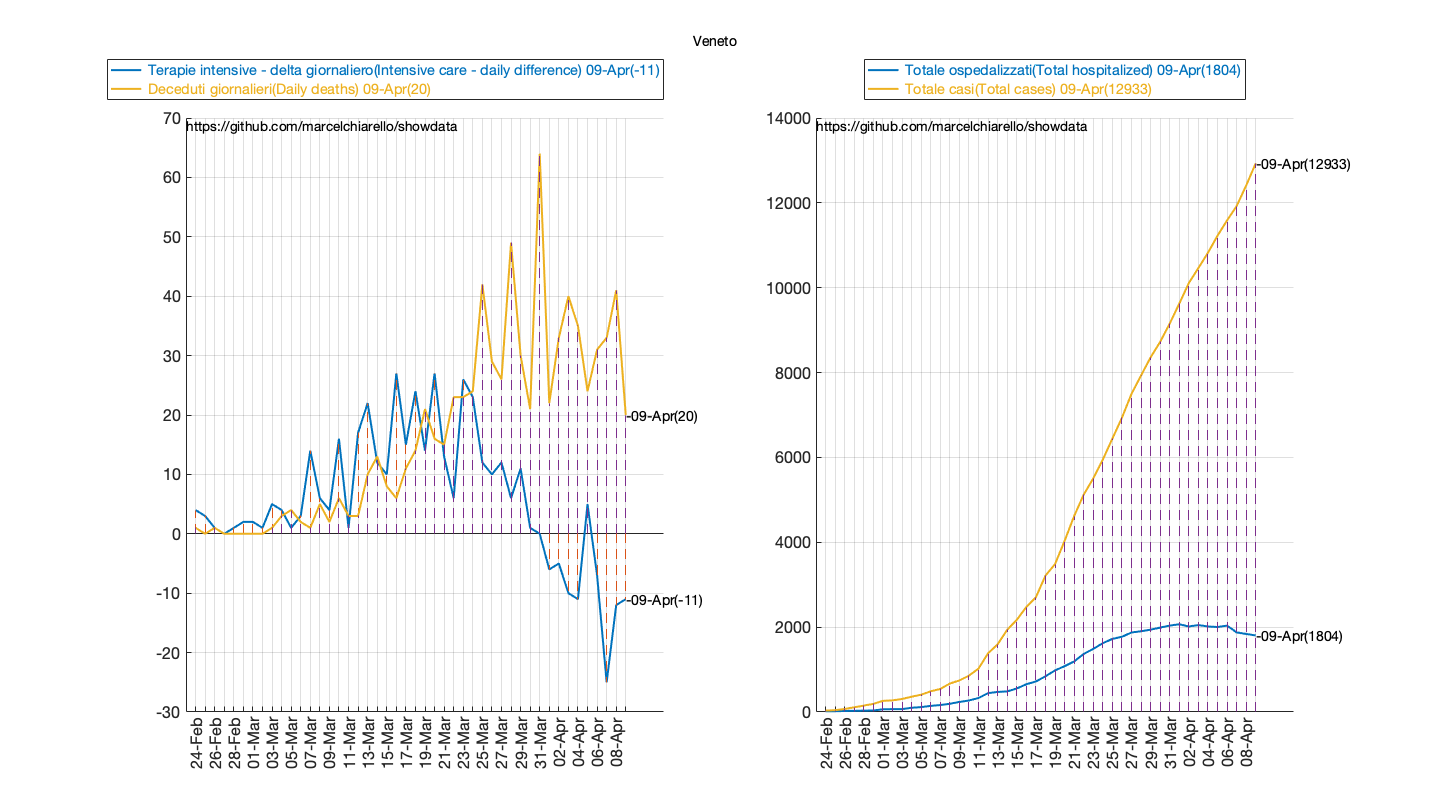 Veneto
Terapie intensive - delta giornaliero(Intensive care - daily difference) 09-Apr(-11)
Deceduti giornalieri(Daily deaths) 09-Apr(20)
https://github.com/marcelchiarello/showdata
70
60
50
40
30
20
10
0
-10
-20
-30
-09-Apr(20)
-09-Apr(-11)
24-Feb
26-Feb
28-Feb
01-Mar
03-Mar
05-Mar
07-Mar
09-Mar
11-Mar
13-Mar
15-Mar
17-Mar
19-Mar
21-Mar
23-Mar
25-Mar
27-Mar
29-Mar
31-Mar
02-Apr
04-Apr
06-Apr
08-Apr
Totale ospedalizzati(Total hospitalized) 09-Apr(1804)
Totale casi(Total cases) 09-Apr(12933)
https://github.com/marcelchiarello/showdata
14000
12000
10000
8000
6000
4000
2000
0
-09-Apr(12933)
-09-Apr(1804)
24-Feb
26-Feb
28-Feb
01-Mar
03-Mar
05-Mar
07-Mar
09-Mar
11-Mar
13-Mar
15-Mar
17-Mar
19-Mar
21-Mar
23-Mar
25-Mar
27-Mar
29-Mar
31-Mar
02-Apr
04-Apr
06-Apr
08-Apr